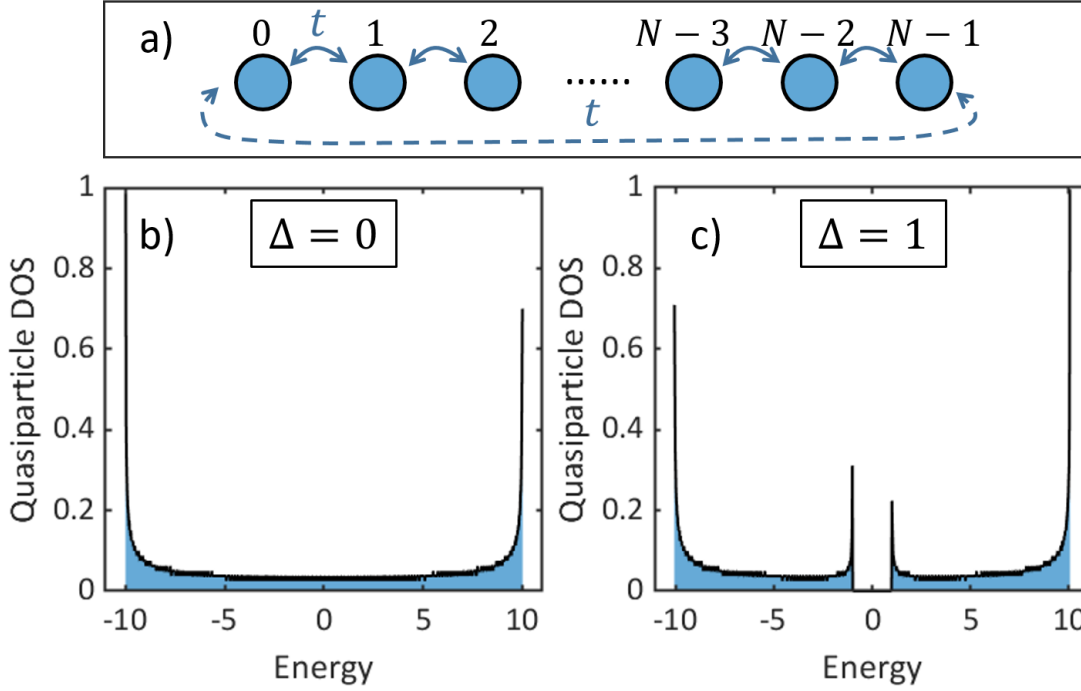 a)
0 t 1 2 N − 3 N − 2 N − 1
......
t
b)
Δ = 0
Quasiparticle DOS
1
0.8
0.6
0.4
0.2
0
-10 -5 0 5 10
Energy
c)
Δ = 1
Quasiparticle DOS
1
0.8
0.6
0.4
0.2
0
-10 -5 0 5 10
Energy